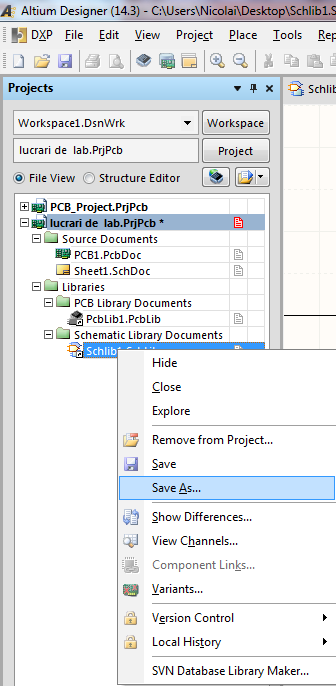 Altium Designer (14.3) - C:\Users\Nicolai\Desktop\Schlib1.S
DXP File Edit View Project Place Tools Re
Projects
Workspace1.DsnWrk Workspace
lucrari de lab.PrjPcb Project
File View Structure Editor
PCB_Project.PrjPcb
lucrari de lab.PrjPcb *
Source Documents
PCB1.PcbDoc
Sheet1.SchDoc
Libraries
PCB Library Documents
PcbLib1.PcbLib
Schematic Library Documents
Schlib1.SchLib
Schlib
Hide
Close
Explore
Remove from Project...
Save
Save As...
Show Differences...
View Channels...
Component Links...
Variants...
Version Control
Local History
SVN Database Library Maker...